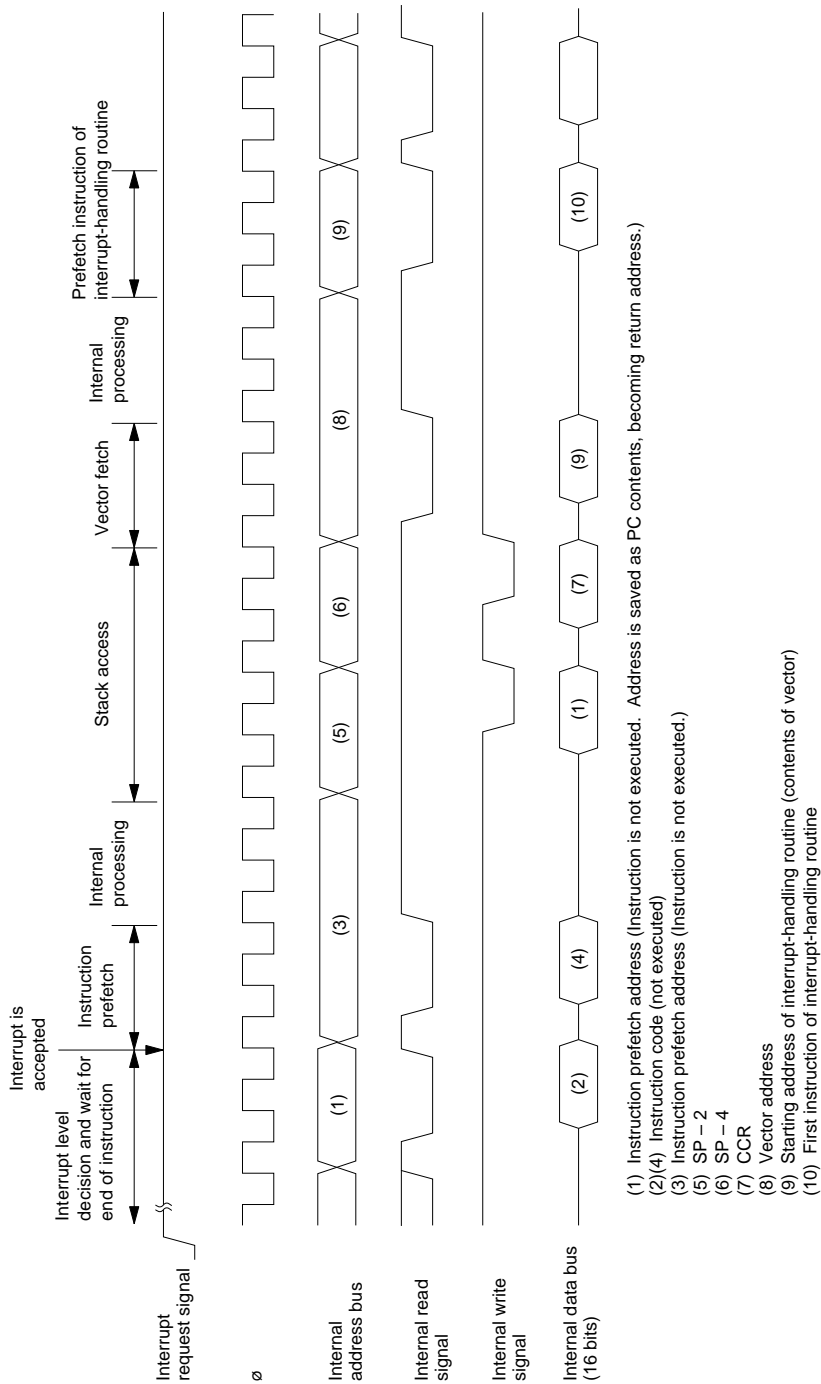 Interrupt is
accepted
Interrupt level
decision and wait for
end of instruction
Instruction
prefetch
Internal
processing
Stack access
Vector fetch
Internal
processing
Prefetch instruction of
interrupt-handling routine
Interrupt
request signal
ø
Internal
address bus
(1)
(3)
(5)
(6)
(8)
(9)
Internal read
signal
Internal write
signal
Internal data bus
(16 bits)
(2)
(4)
(1)
(7)
(9)
(10)
(1) Instruction prefetch address (Instruction is not executed. Address is saved as PC contents, becoming return address.)
(2)(4) Instruction code (not executed)
(3) Instruction prefetch address (Instruction is not executed.)
(5) SP – 2
(6) SP – 4
(7) CCR
(8) Vector address
(9) Starting address of interrupt-handling routine (contents of vector)
(10) First instruction of interrupt-handling routine